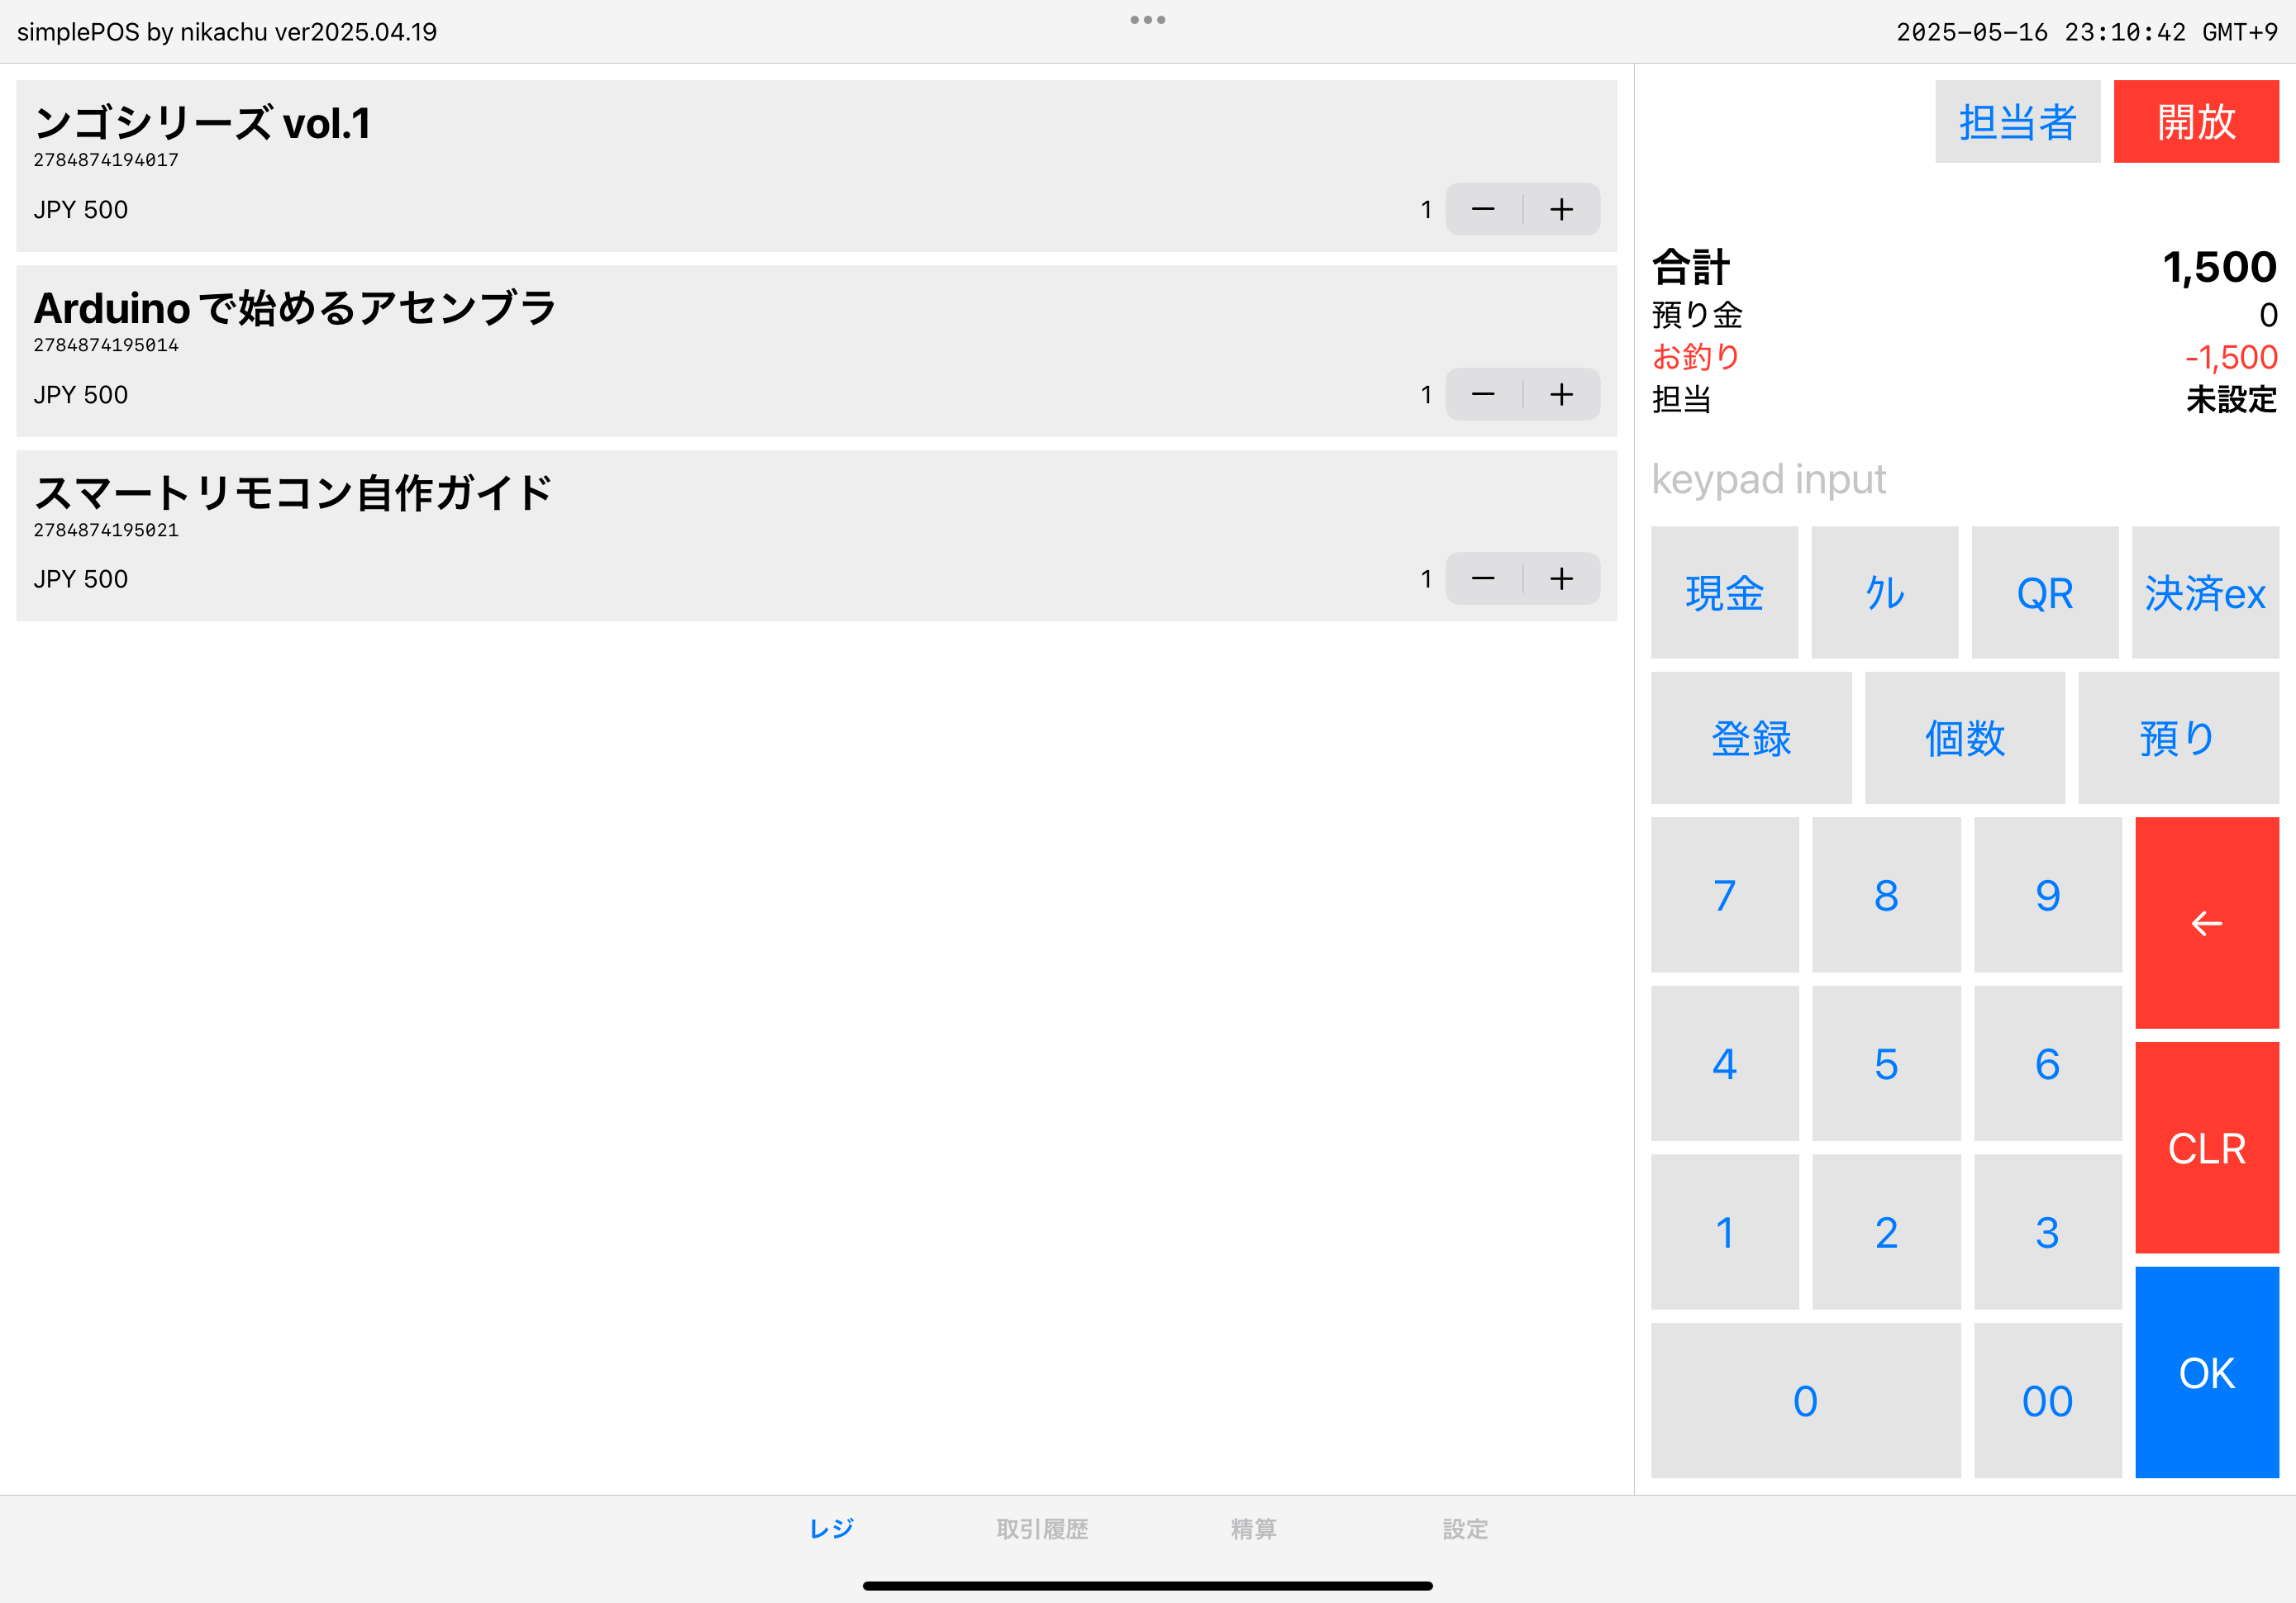 simplePOS by nikachu ver2025.04.19
2025-05-16 23:10:42 GMT+9
ンゴシリーズ vol.1
2784874194017
JPY 500
1
Arduino で始めるアセンブラ
2784874195014
JPY 500
1
スマートリモコン自作ガイド
2784874195021
JPY 500
1
担当者 開放
合計 1,500
預り金 0
お釣り -1,500
担当 未設定
keypad input
現金 ｸﾚ QR 決済ex
登録 個数 預り
7 8 9 ←
4 5 6 CLR
1 2 3
0 00 OK
レジ 取引履歴 精算 設定